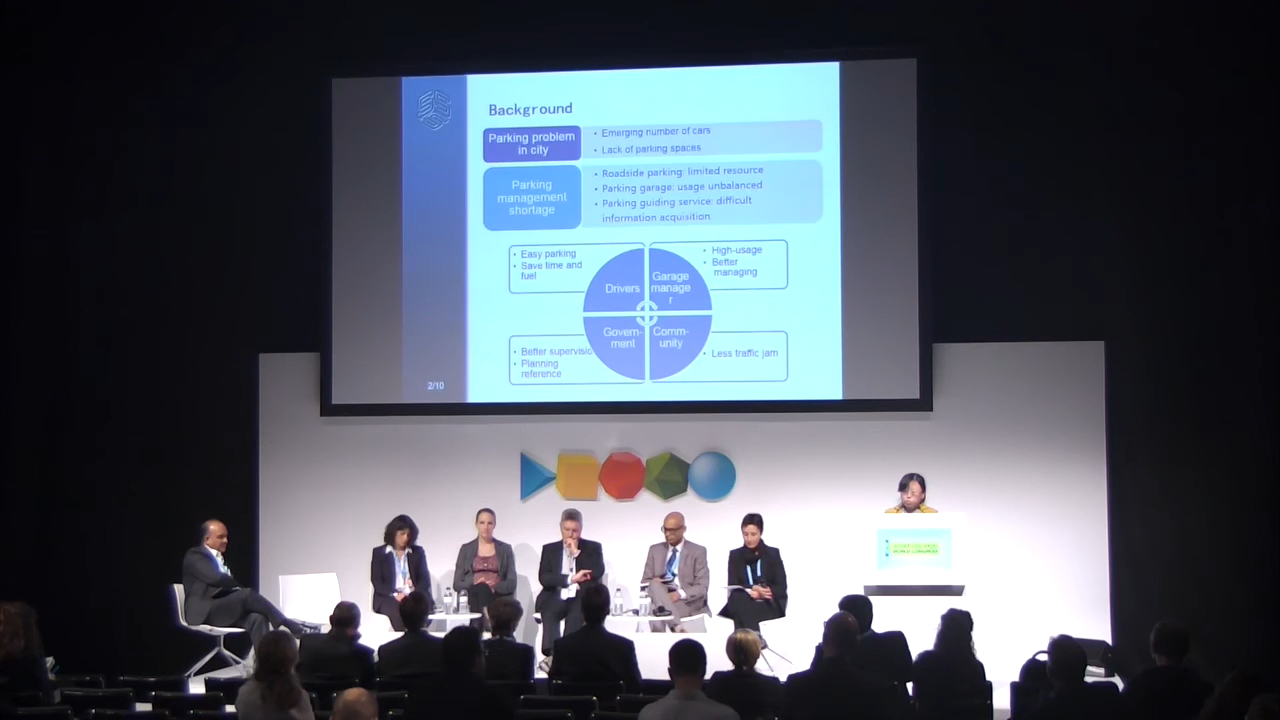 Background
Parking problem
in city
• Emerging number of cars
• Lack of parking spaces
Parking
management
shortage
• Roadside parking: limited resource
• Parking garage: usage unbalanced
• Parking guiding service: difficult
information acquisition
• Easy parking
• Save time and
fuel
• High-usage
• Better
managing
Drivers
Garage
manage
r
Govern-
ment
Comm-
unity
• Better supervisio
• Planning
reference
• Less traffic jam
2/10
WORLD CONGRESS